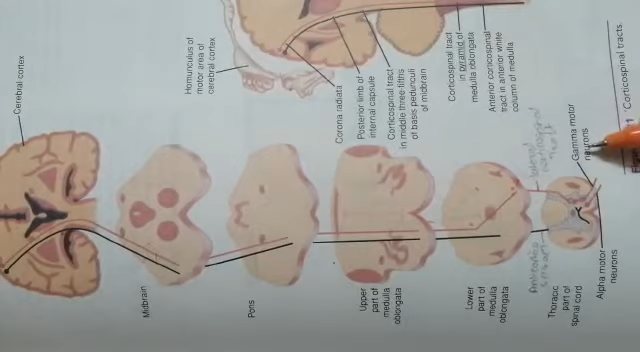 Cerebral cortex
Homunculus of
motor area of
cerebral cortex
Corona radiata
Posterior limb of
internal capsule
Corticospinal tract
in middle three-fifths
of basis pedunculi
of midbrain
Corticospinal tract
in pyramid of
medulla oblongata
Anterior corticospinal
tract in anterior white
column of medulla
Midbrain
Pons
Upper
part of
medulla
oblongata
Lower
part of
medulla
oblongata
Thoracic
part of
spinal cord
Alpha motor
neurons
Gamma motor
neurons
Corticospinal tracts.